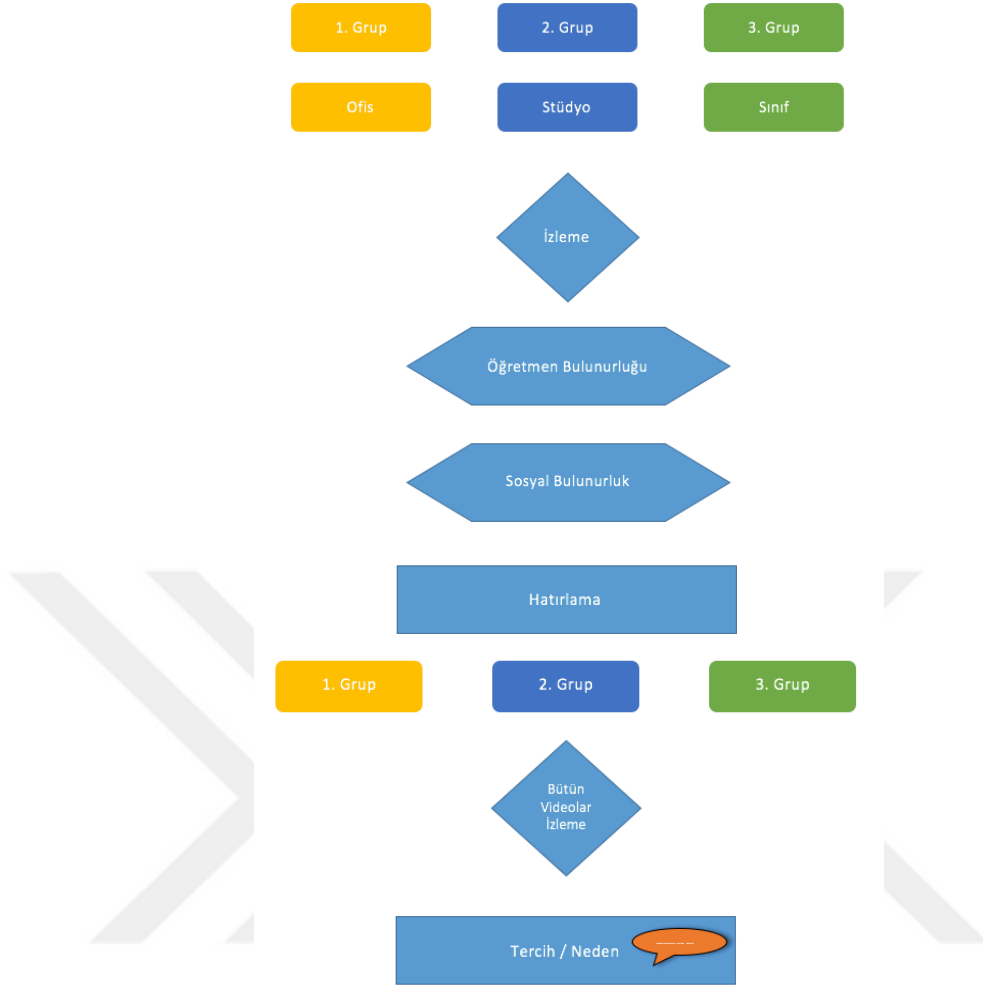 1. Grup
2. Grup
3. Grup
Ofis
Stüdyo
Sınıf
İzleme
Öğretmen Bulunurluğu
Sosyal Bulunurluk
Hatırlama
1. Grup
2. Grup
3. Grup
Bütün
Videolar
İzleme
Tercih / Neden